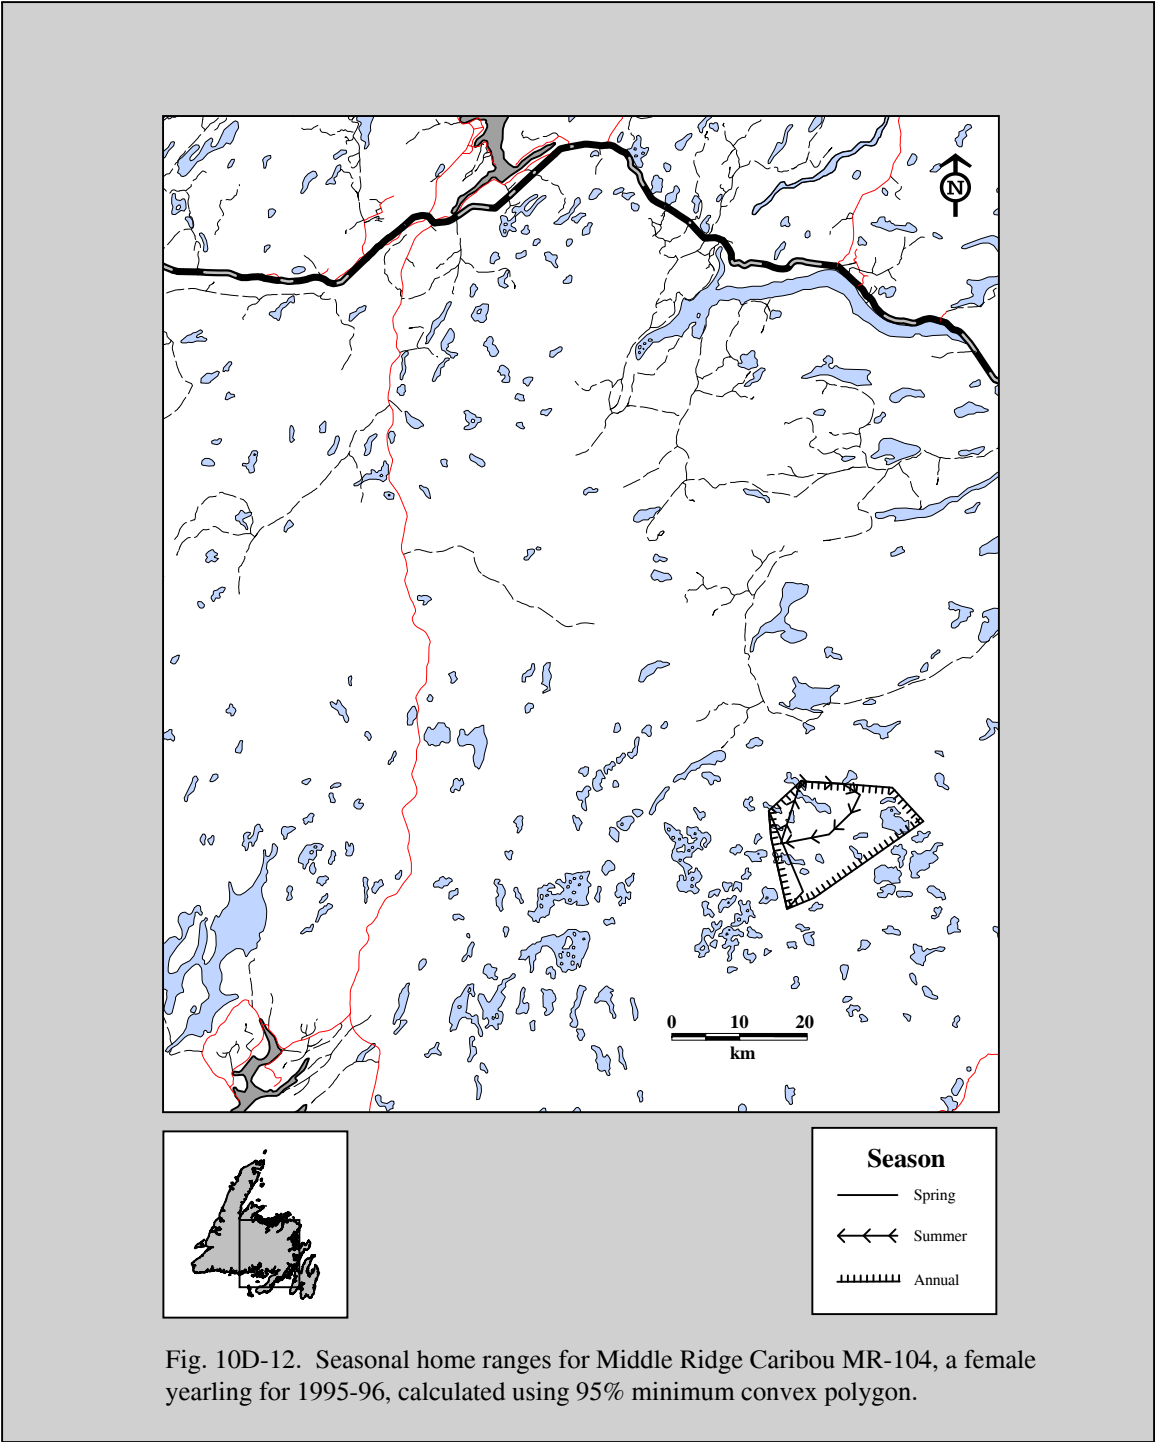 N
0 10 20
km
Season
Spring
Summer
Annual
Fig. 10D-12. Seasonal home ranges for Middle Ridge Caribou MR-104, a female
yearling for 1995-96, calculated using 95% minimum convex polygon.